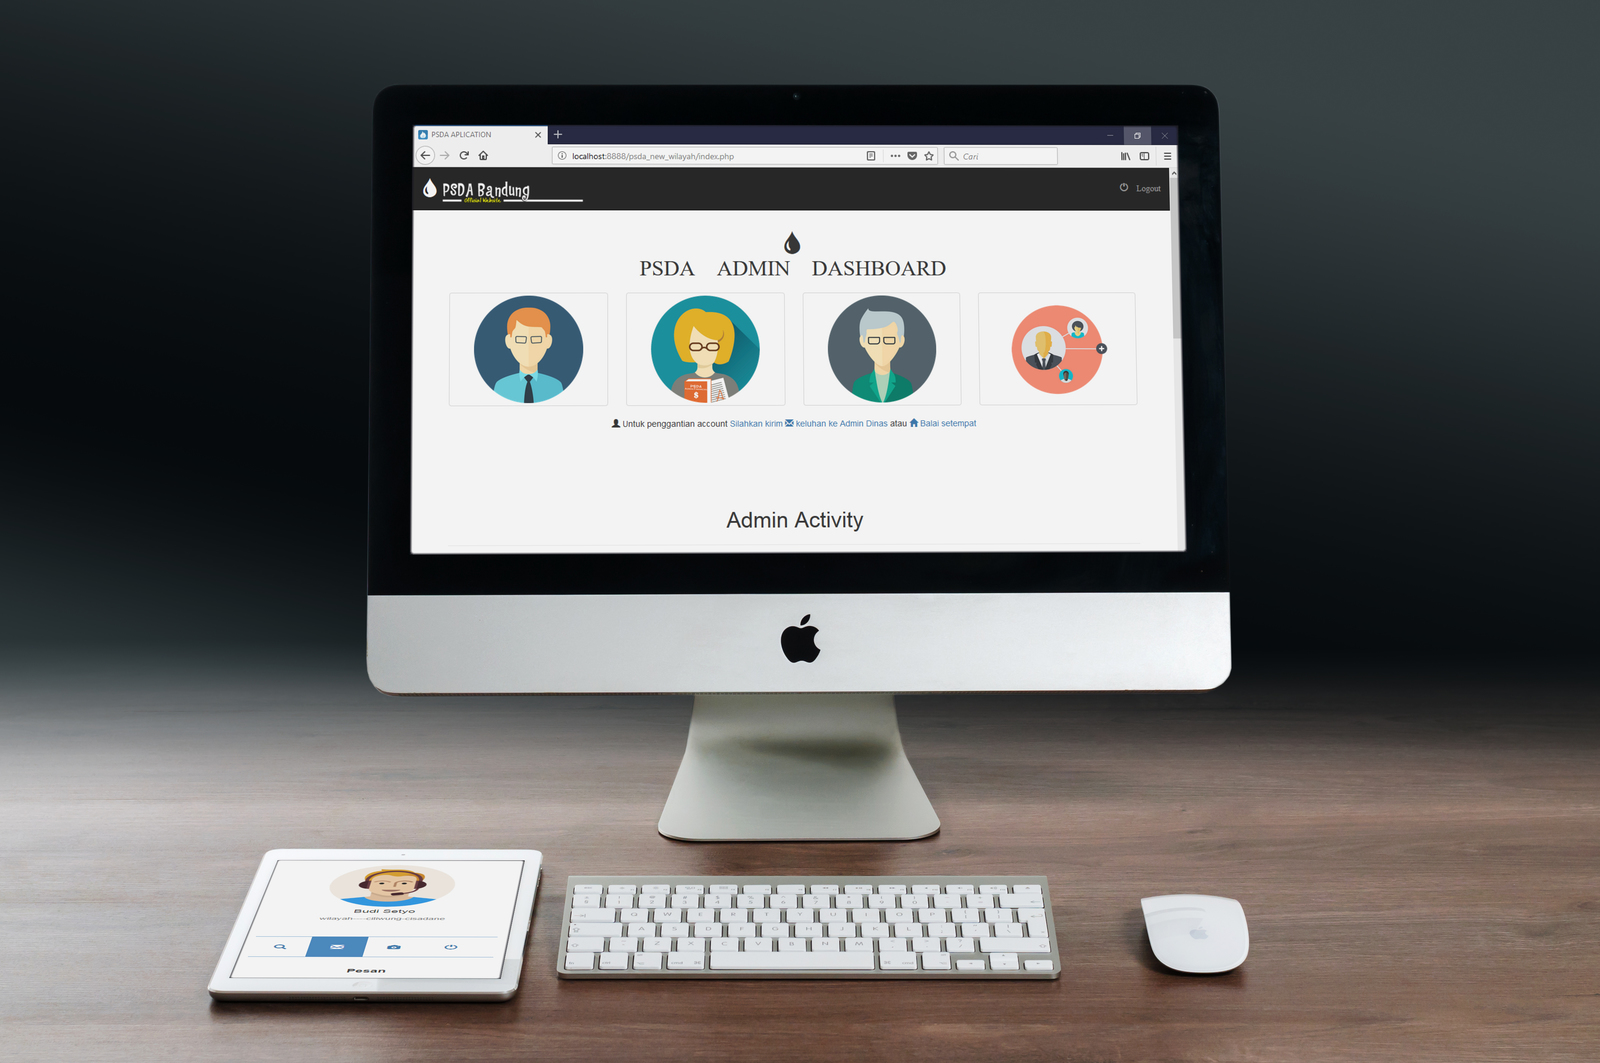 PSDA APLICATION
localhost:8888/psda_new_wilayah/index.php
Cari
PSDA Bandung
Official Website
Logout
PSDA ADMIN DASHBOARD
PSDA
$
Untuk penggantian account Silahkan kirim keluhan ke Admin Dinas atau Balai setempat
Admin Activity
Budi Setyo
wilayah----ciliwung-cisadane
Pesan
Q W E R T Y U I O P
A S D F G H J K L
Z X C V B N M